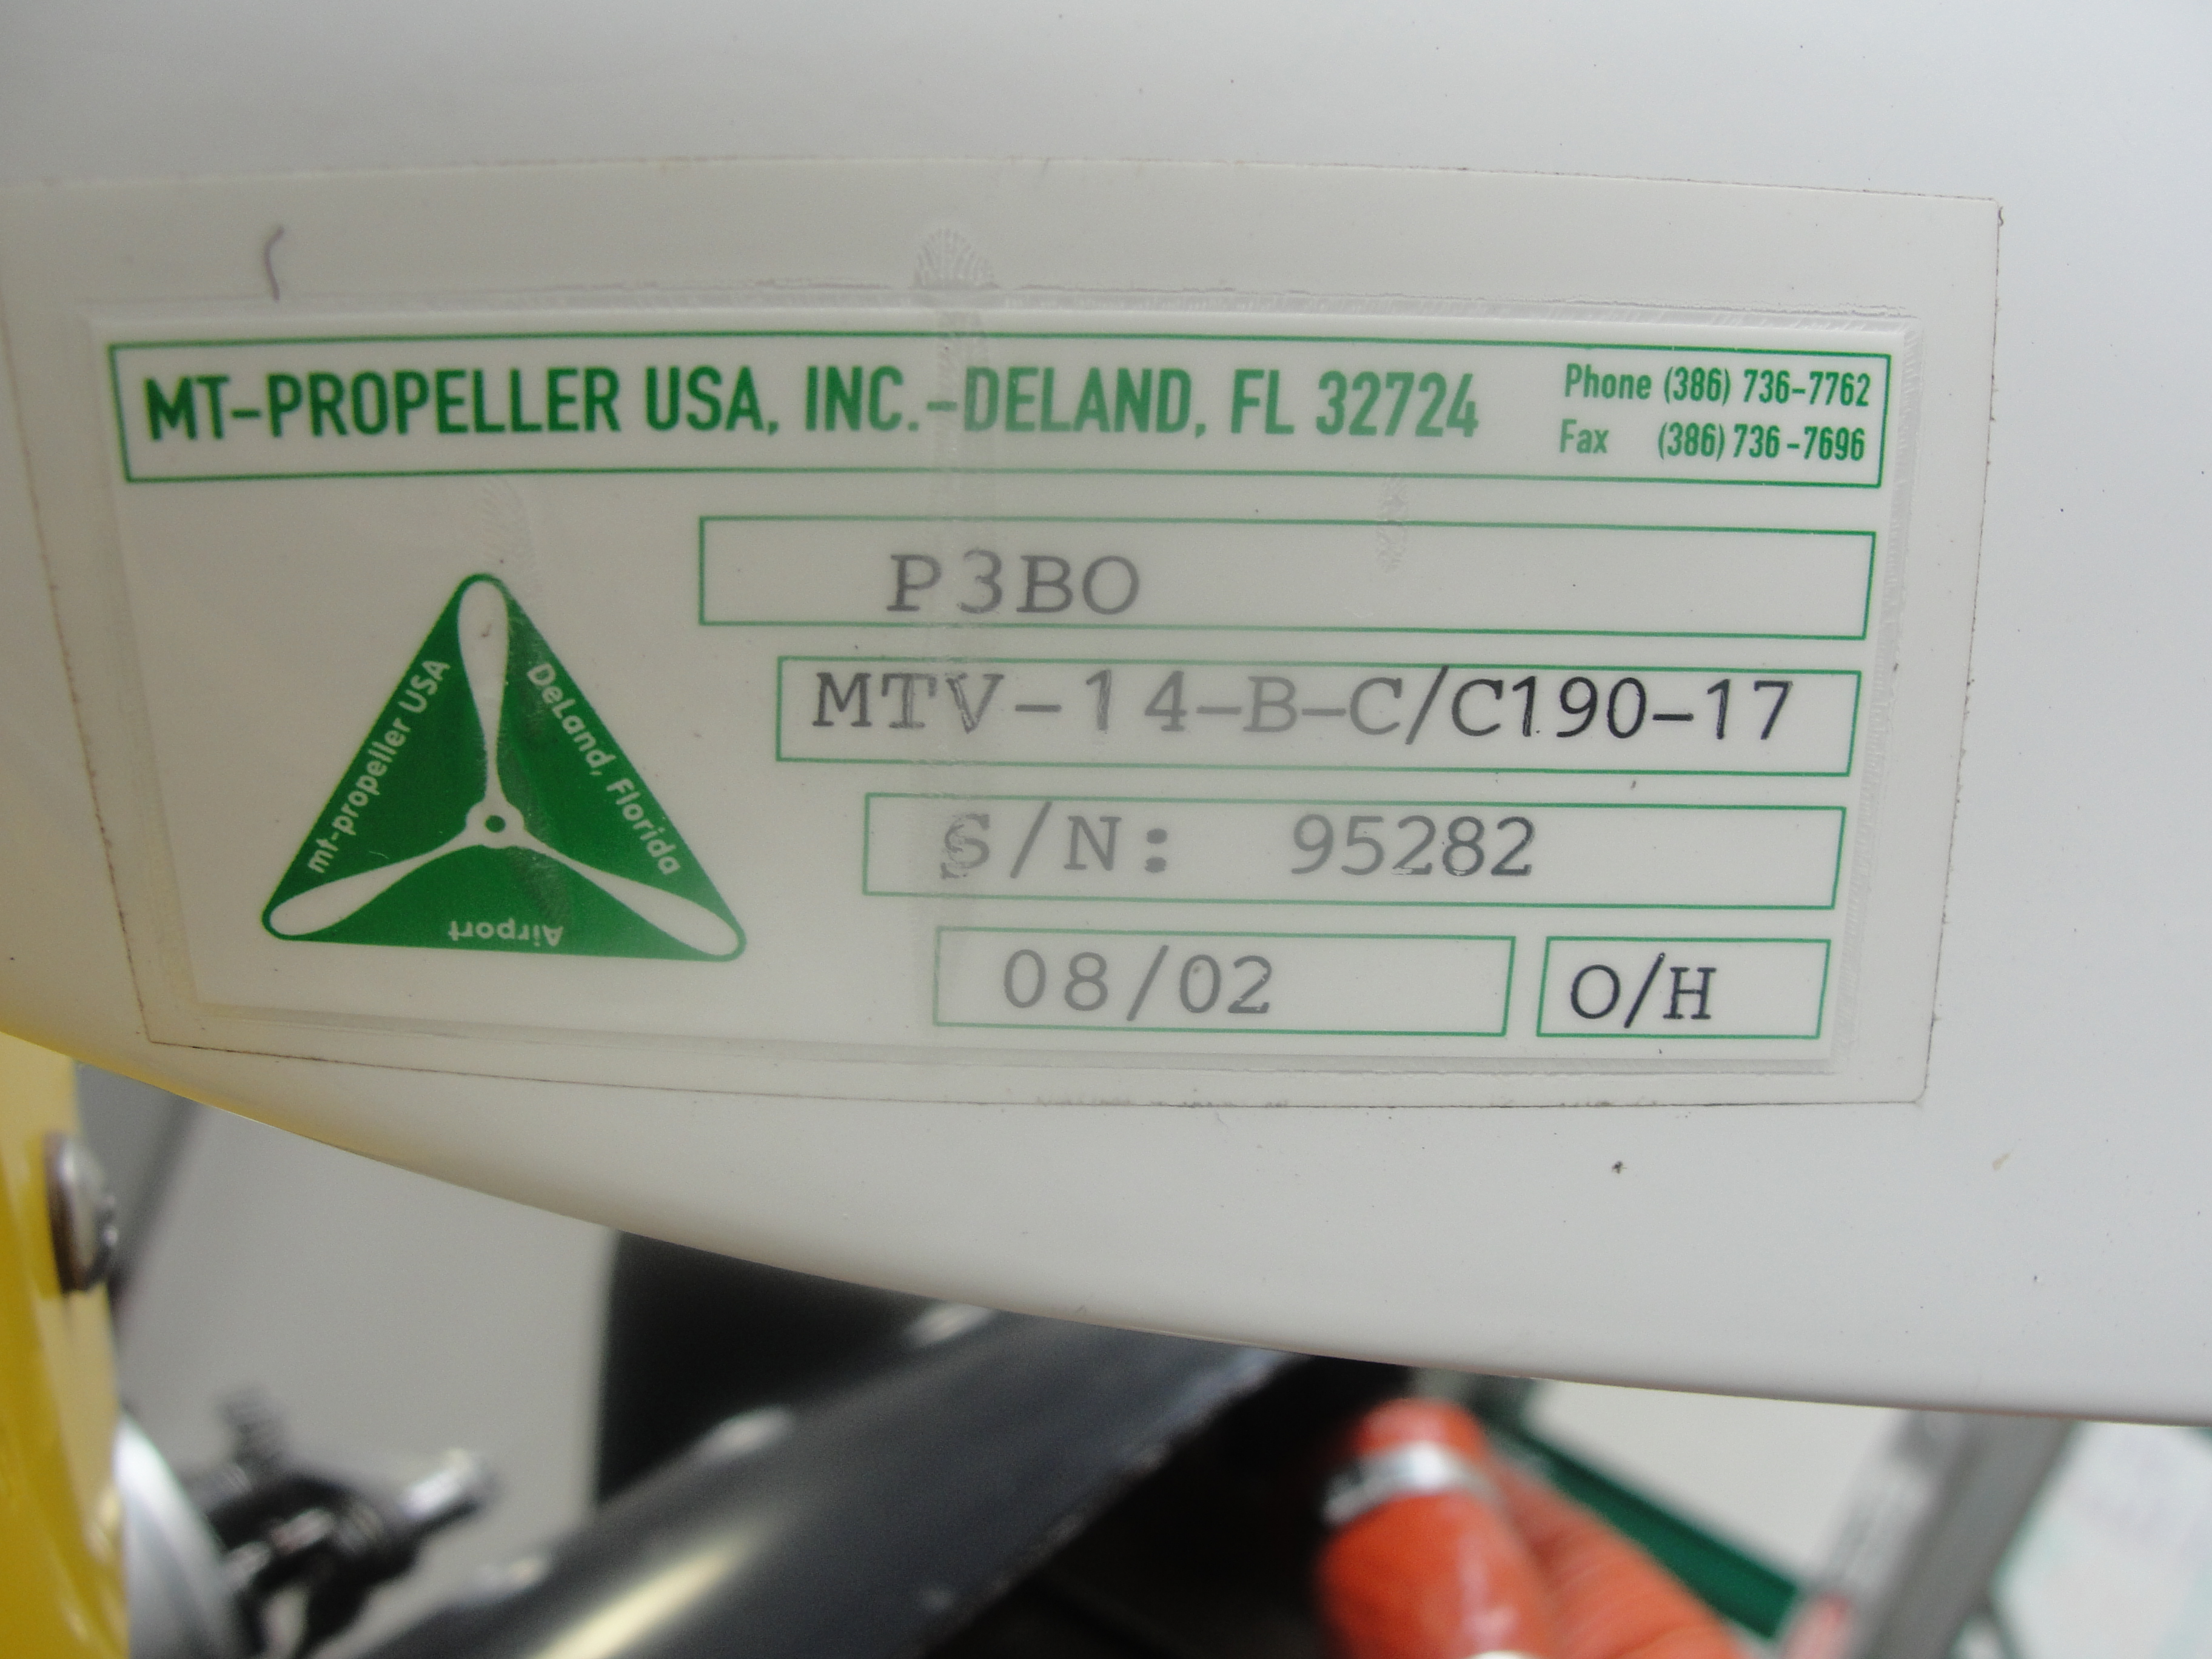 MT-PROPELLER USA, INC.-DELAND, FL 32724
Phone (386) 736-7762
Fax (386) 736-7696
P3BO
MTV-14-B-C/C190-17
S/N: 95282
08/02
O/H
mt-propeller USA
DeLand, Florida
Airport